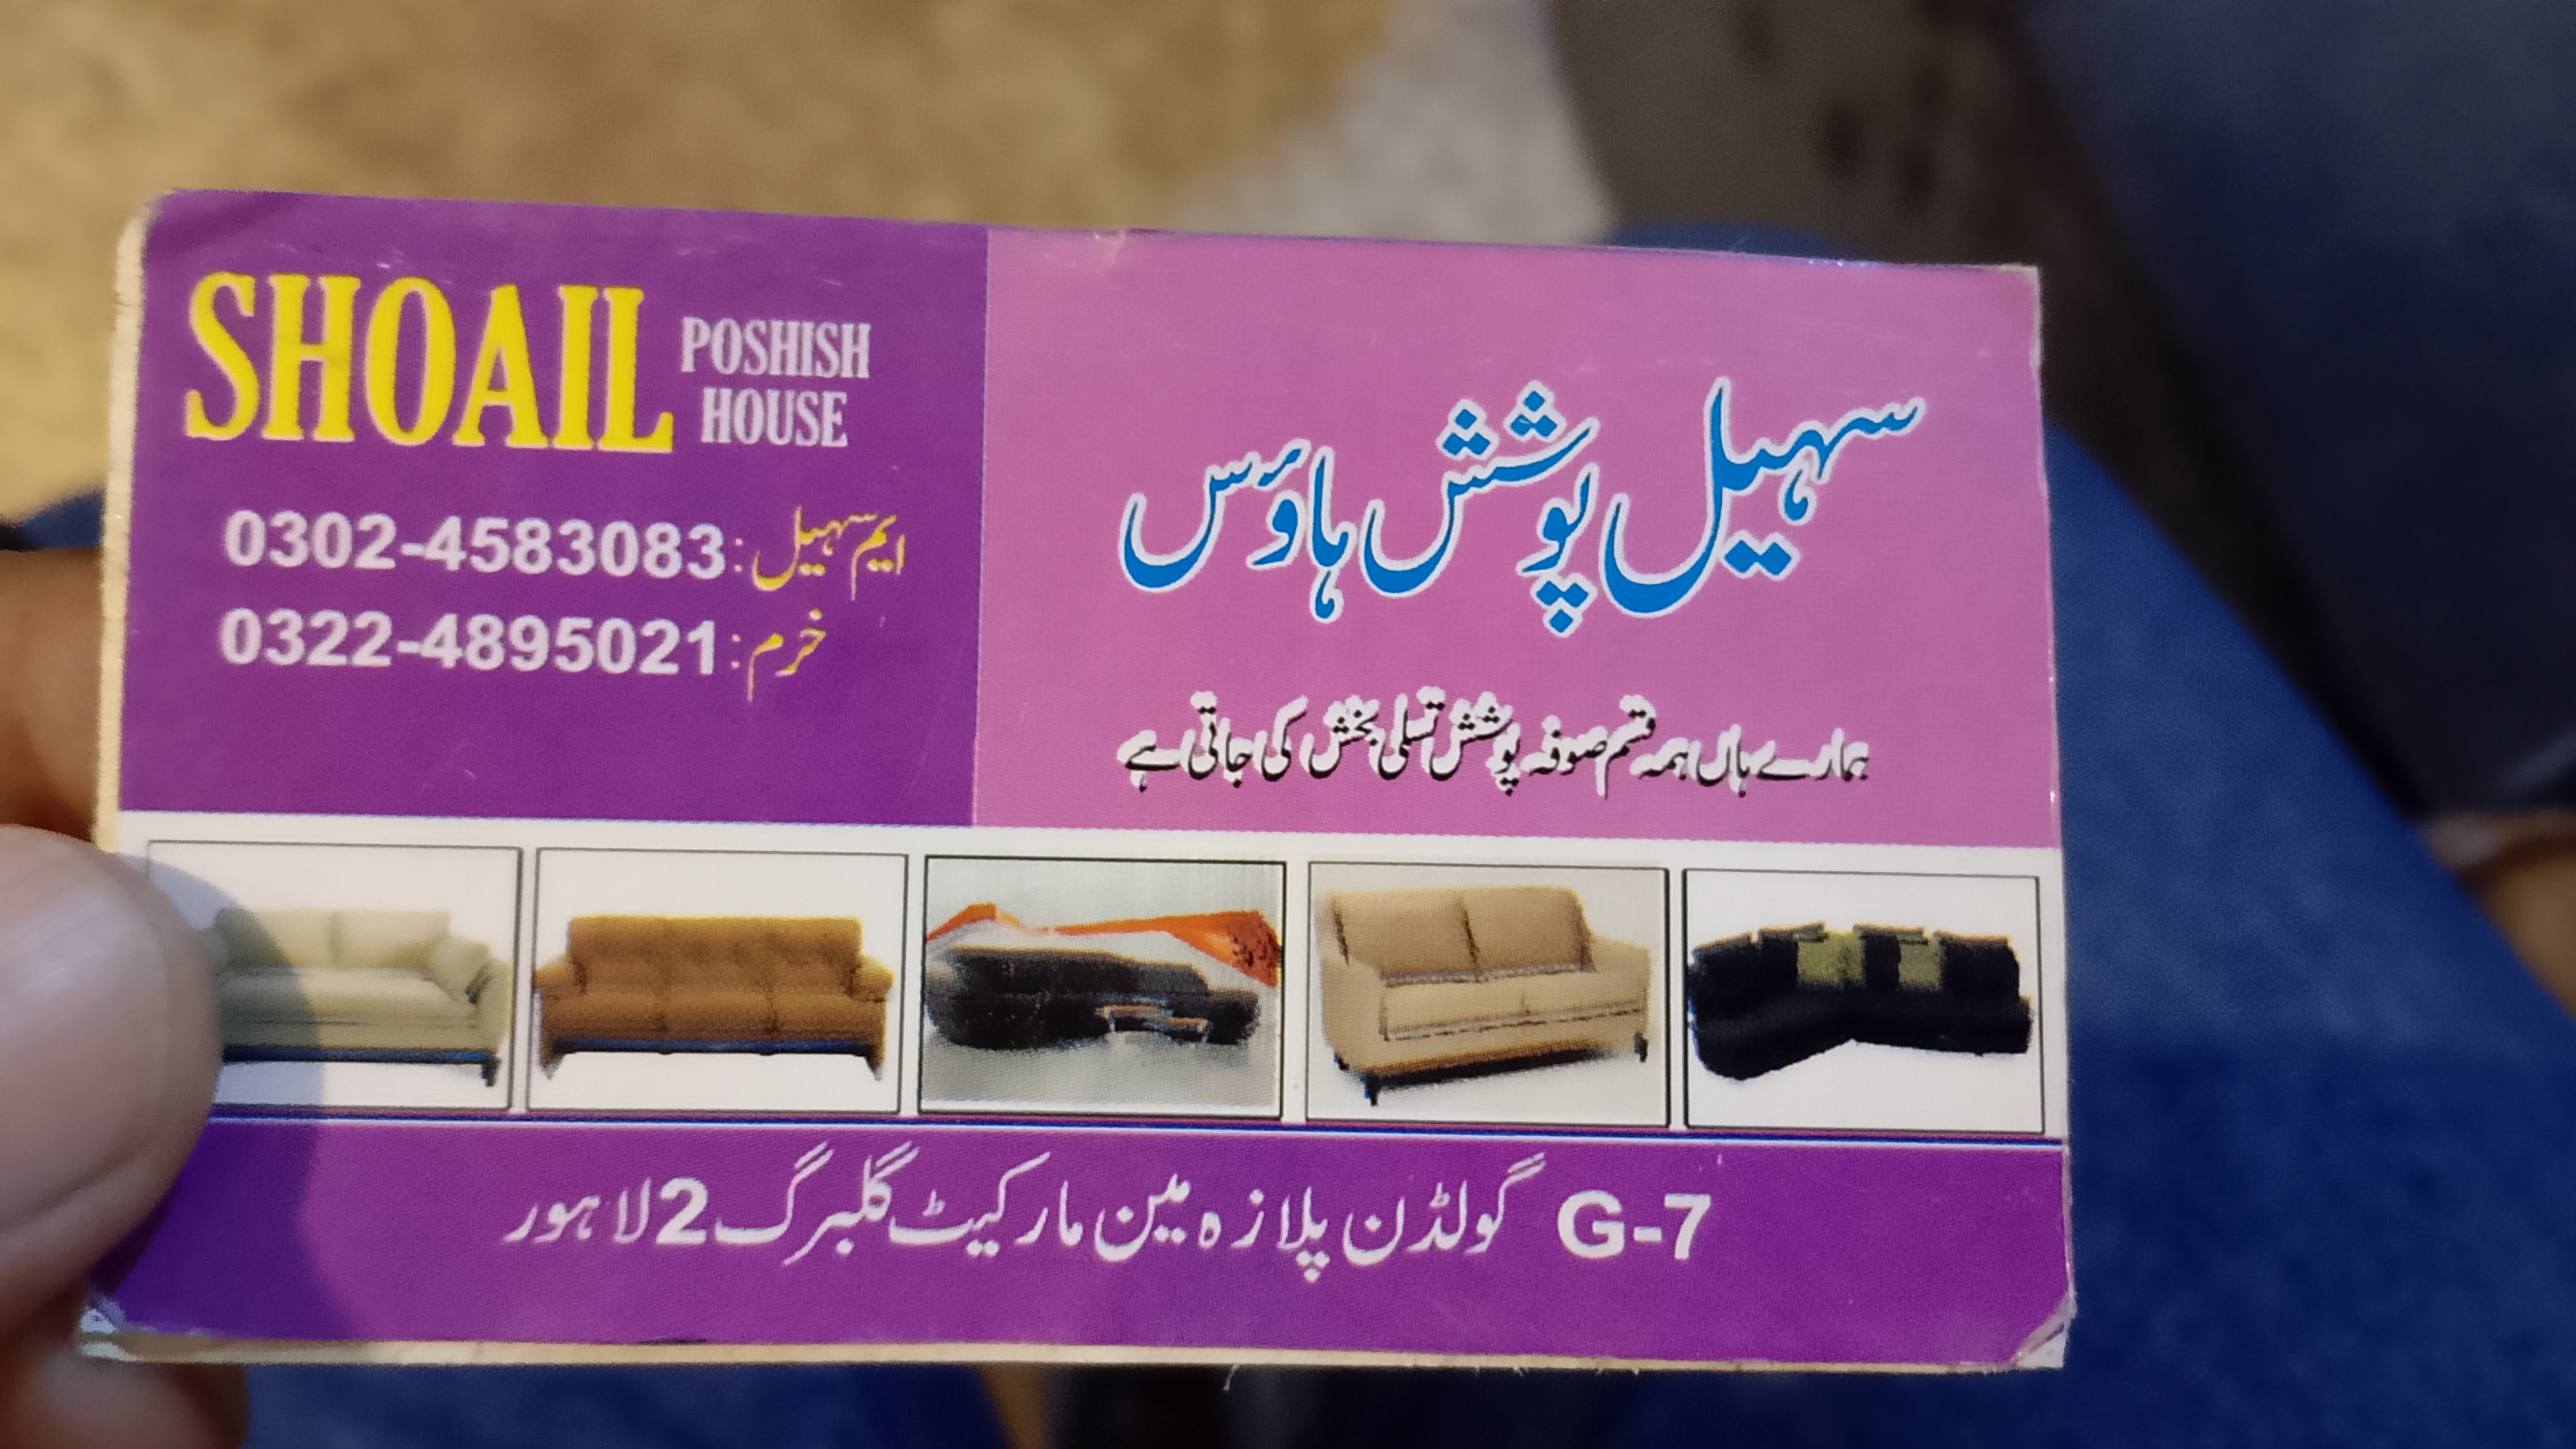 SHOAIL POSHISH HOUSE
ایم سہیل: 0302-4583083
خرم: 0322-4895021
سہیل پوشش ہاؤس
ہمارے ہاں ہمہ قسم صوفہ پوشش تسلی بخش کی جاتی ہے
G-7 گولڈن پلازہ مین مارکیٹ گلبرگ 2 لاہور